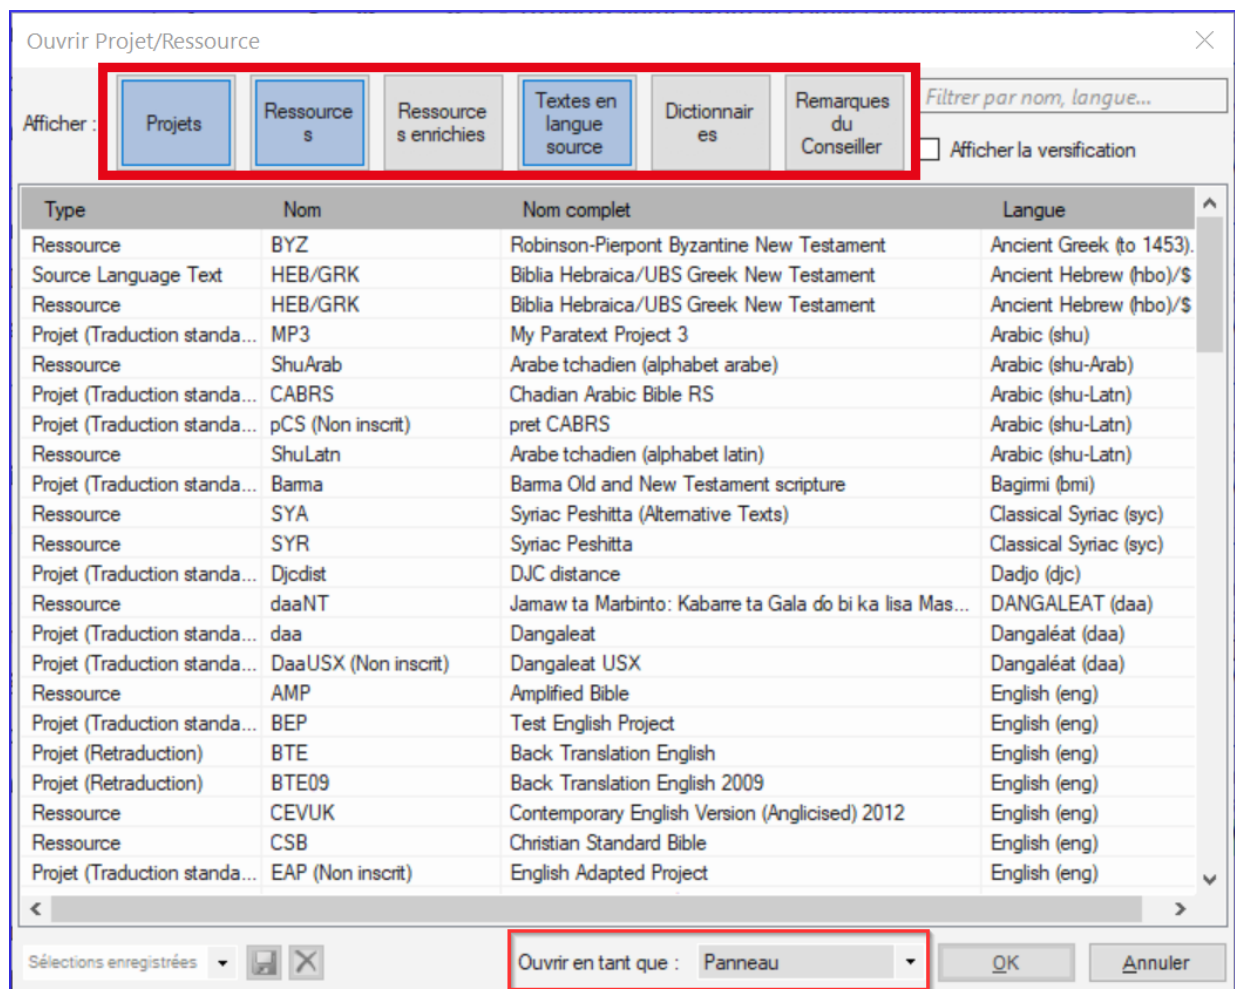 Ouvrir Projet/Ressource
Afficher :
Projets
Ressource
s
Ressource
s enrichies
Textes en
langue
source
Dictionnair
es
Remarques
du
Conseiller
Filtrer par nom, langue...
Afficher la versification
Type Nom Nom complet Langue
Ressource BYZ Robinson-Pierpont Byzantine New Testament Ancient Greek (to 1453).
Source Language Text HEB/GRK Biblia Hebraica/UBS Greek New Testament Ancient Hebrew (hbo)/$
Ressource HEB/GRK Biblia Hebraica/UBS Greek New Testament Ancient Hebrew (hbo)/$
Projet (Traduction standa... MP3 My Paratext Project 3 Arabic (shu)
Ressource ShuArab Arabe tchadien (alphabet arabe) Arabic (shu-Arab)
Projet (Traduction standa... CABRS Chadian Arabic Bible RS Arabic (shu-Latn)
Projet (Traduction standa... pCS (Non inscrit) pret CABRS Arabic (shu-Latn)
Ressource ShuLatn Arabe tchadien (alphabet latin) Arabic (shu-Latn)
Projet (Traduction standa... Barma Barma Old and New Testament scripture Bagirmi (bmi)
Ressource SYA Syriac Peshitta (Alternative Texts) Classical Syriac (syc)
Ressource SYR Syriac Peshitta Classical Syriac (syc)
Projet (Traduction standa... Djcdist DJC distance Dadjo (djc)
Ressource daaNT Jamaw ta Marbinto: Kabarre ta Gala ɗo bi ka lisa Mas... DANGALEAT (daa)
Projet (Traduction standa... daa Dangaleat Dangaléat (daa)
Projet (Traduction standa... DaaUSX (Non inscrit) Dangaleat USX Dangaléat (daa)
Ressource AMP Amplified Bible English (eng)
Projet (Traduction standa... BEP Test English Project English (eng)
Projet (Retraduction) BTE Back Translation English English (eng)
Projet (Retraduction) BTE09 Back Translation English 2009 English (eng)
Ressource CEVUK Contemporary English Version (Anglicised) 2012 English (eng)
Ressource CSB Christian Standard Bible English (eng)
Projet (Traduction standa... EAP (Non inscrit) English Adapted Project English (eng)
Sélections enregistrées
Ouvrir en tant que : Panneau
OK
Annuler